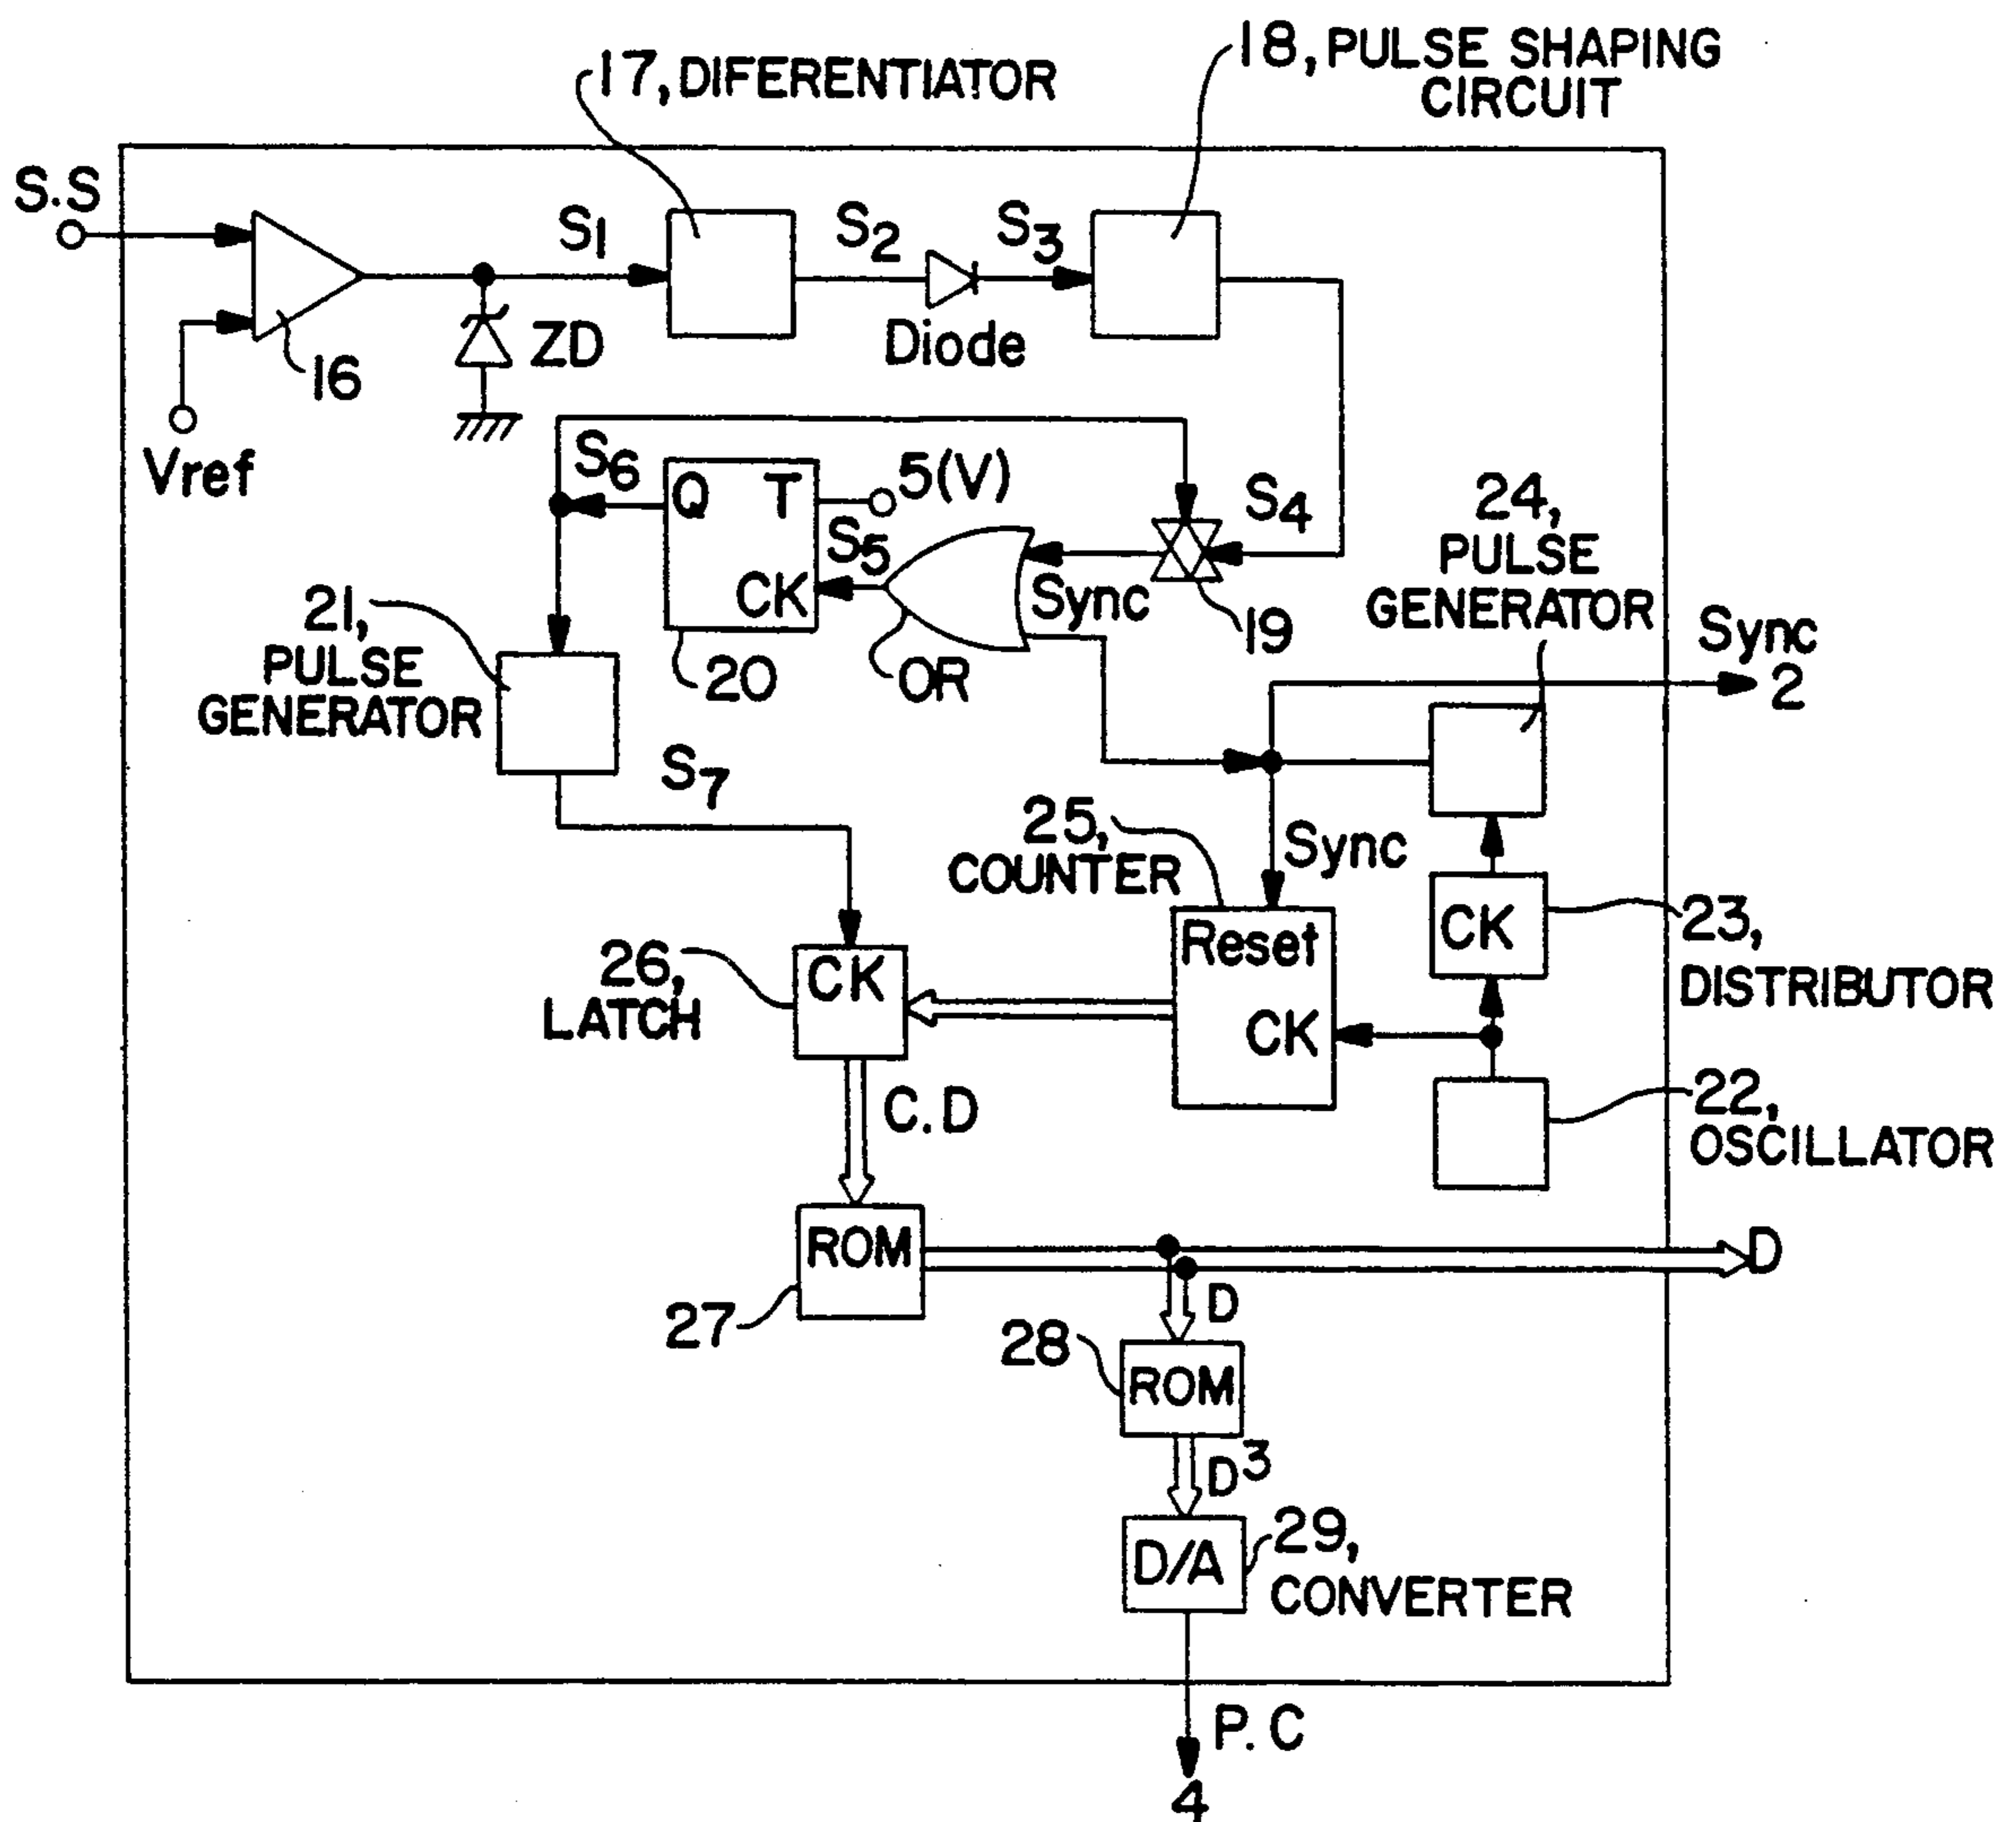 17, DIFERENTIATOR
18, PULSE SHAPING
CIRCUIT
S.S
S1
S2
S3
Diode
ZD
16
Vref
S6
Q
T
5(V)
S5
CK
S4
Sync
19
20
OR
24,
PULSE
GENERATOR
21,
PULSE
GENERATOR
Sync
2
S7
25,
COUNTER
Sync
Reset
CK
CK
23,
DISTRIBUTOR
26,
LATCH
CK
C.D
22,
OSCILLATOR
ROM
27
D
D
28
ROM
D3
D/A
29,
CONVERTER
P.C
4